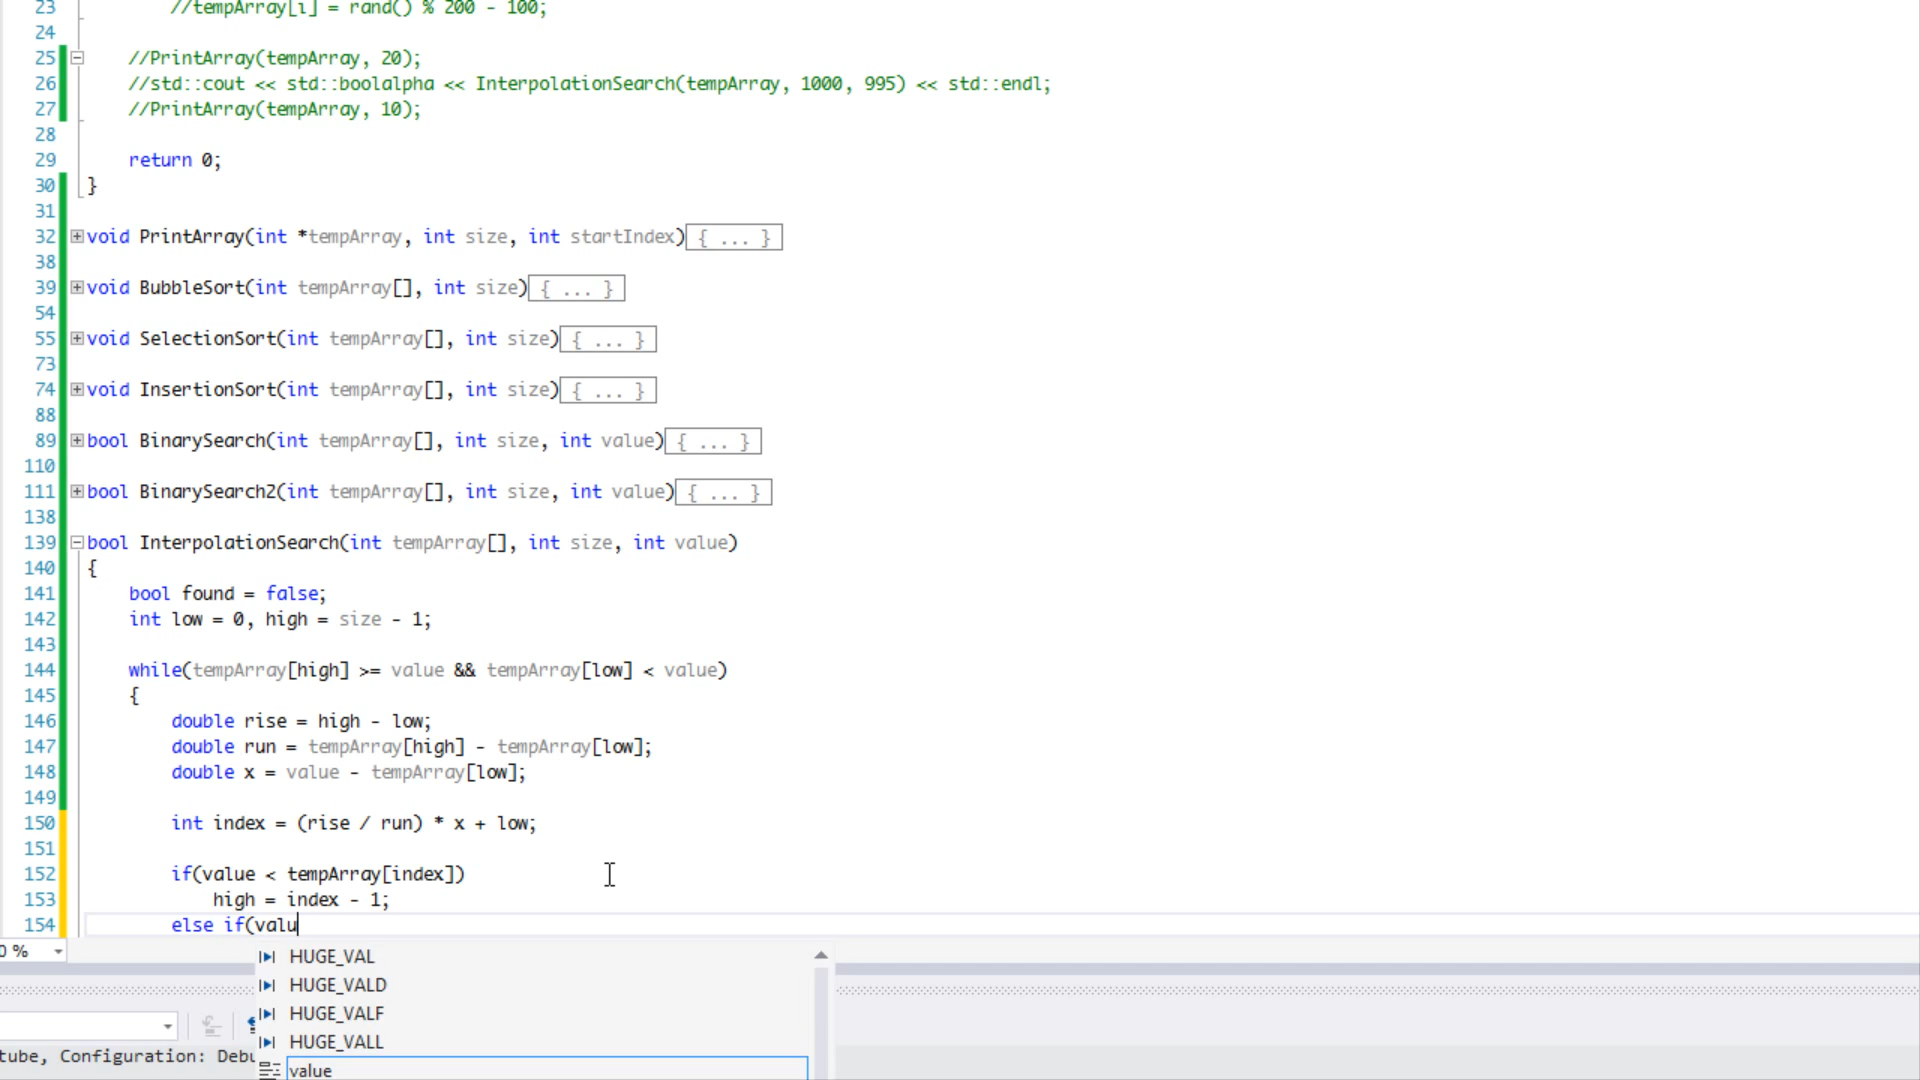 23 //tempArray[i] = rand() % 200 - 100;
24
25 //PrintArray(tempArray, 20);
26 //std::cout << std::boolalpha << InterpolationSearch(tempArray, 1000, 995) << std::endl;
27 //PrintArray(tempArray, 10);
28
29 return 0;
30 }
31
32 void PrintArray(int *tempArray, int size, int startIndex){ ... }
38
39 void BubbleSort(int tempArray[], int size){ ... }
54
55 void SelectionSort(int tempArray[], int size){ ... }
73
74 void InsertionSort(int tempArray[], int size){ ... }
88
89 bool BinarySearch(int tempArray[], int size, int value){ ... }
110
111 bool BinarySearch2(int tempArray[], int size, int value){ ... }
138
139 bool InterpolationSearch(int tempArray[], int size, int value)
140 {
141 bool found = false;
142 int low = 0, high = size - 1;
143
144 while(tempArray[high] >= value && tempArray[low] < value)
145 {
146 double rise = high - low;
147 double run = tempArray[high] - tempArray[low];
148 double x = value - tempArray[low];
149
150 int index = (rise / run) * x + low;
151
152 if(value < tempArray[index])
153 high = index - 1;
154 else if(valu
0 %
HUGE_VAL
HUGE_VALD
HUGE_VALF
HUGE_VALL
value
tube, Configuration: Debu